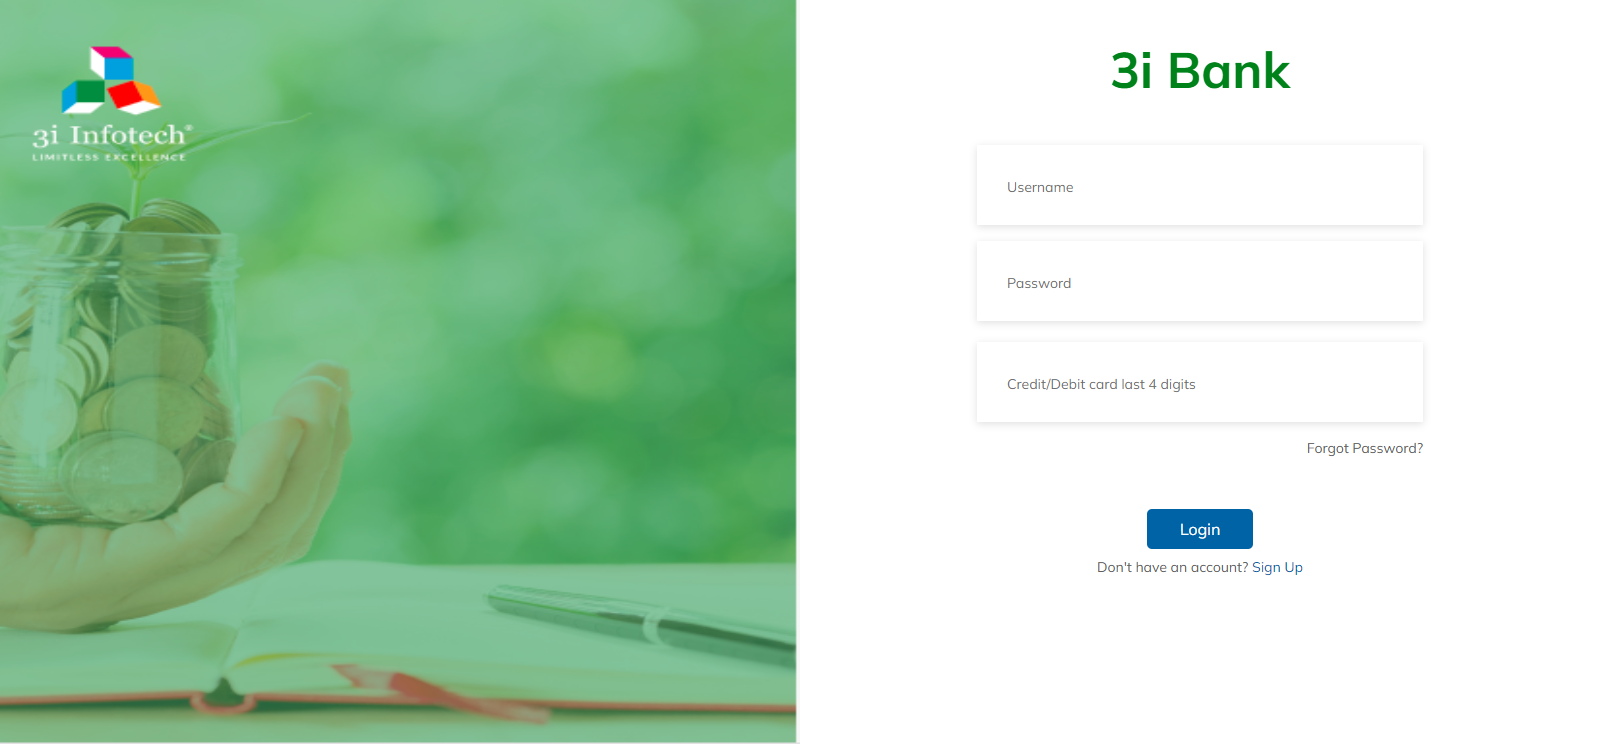 3i Infotech®
LIMITLESS EXCELLENCE
3i Bank
Username
Password
Credit/Debit card last 4 digits
Forgot Password?
Login
Don't have an account? Sign Up